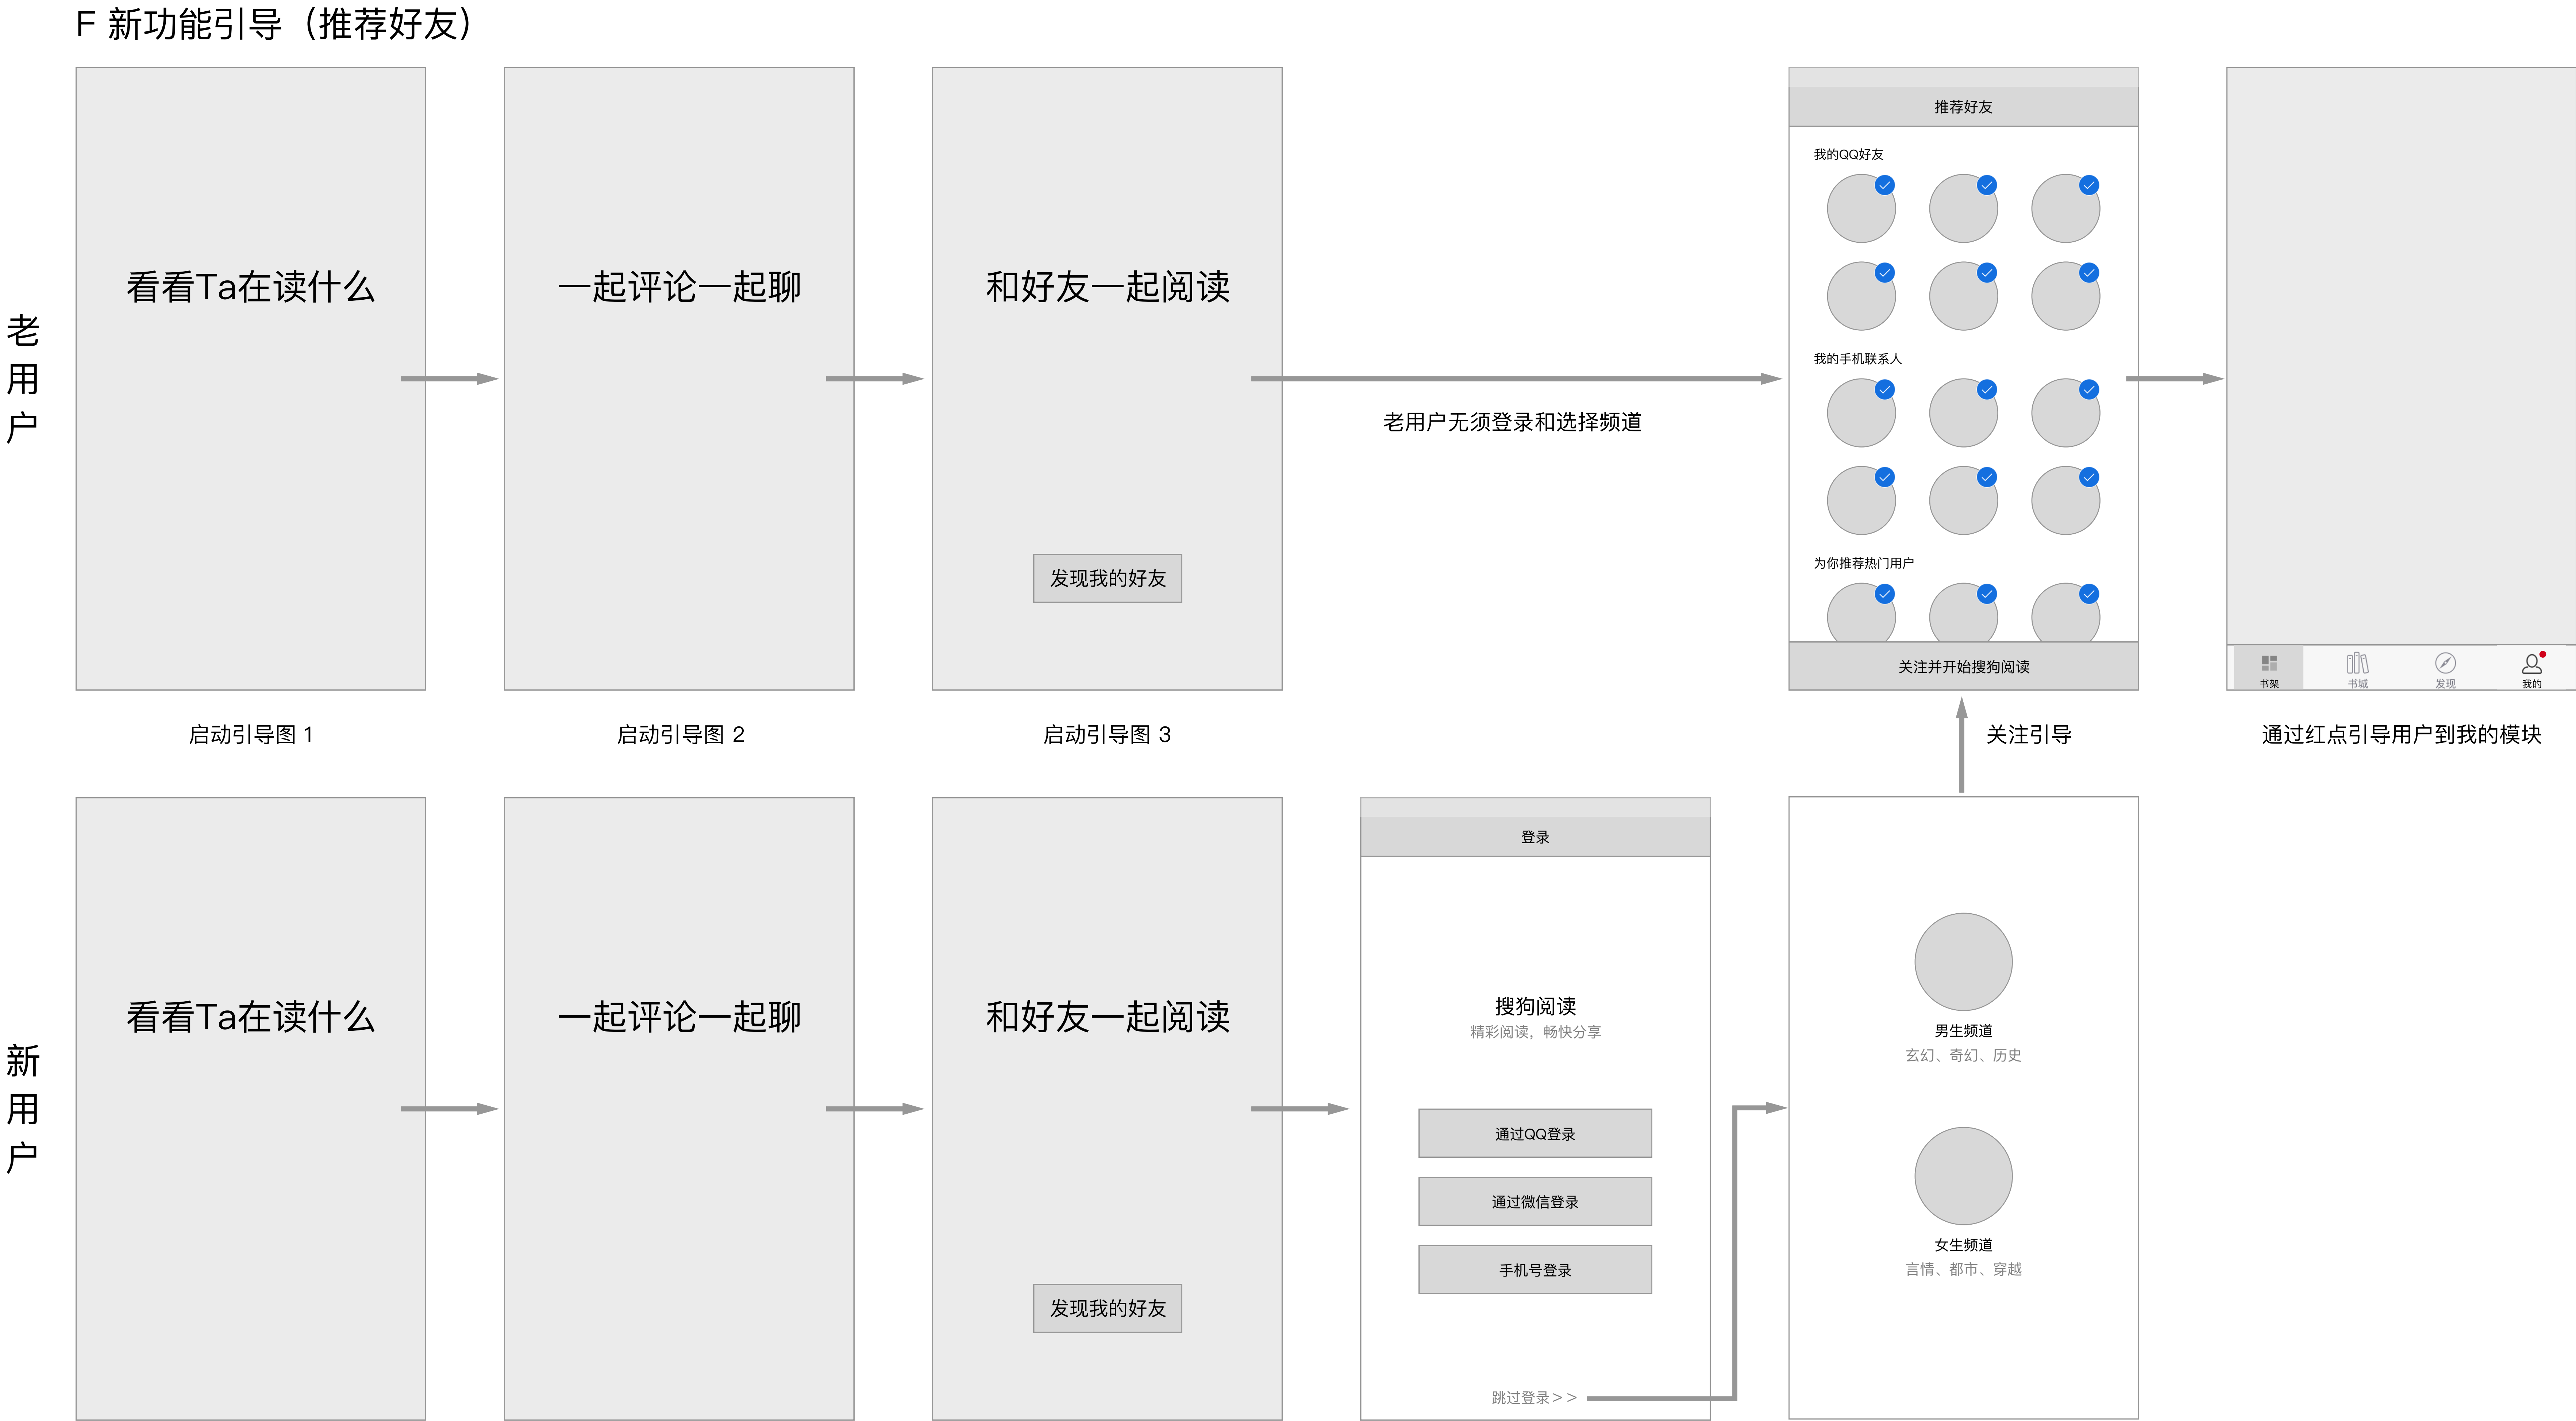 F 新功能引导（推荐好友）
老用户
看看Ta在读什么
启动引导图 1
一起评论一起聊
启动引导图 2
和好友一起阅读
发现我的好友
启动引导图 3
老用户无须登录和选择频道
推荐好友
我的QQ好友
我的手机联系人
为你推荐热门用户
关注并开始搜狗阅读
关注引导
书架
书城
发现
我的
通过红点引导用户到我的模块
新用户
看看Ta在读什么
一起评论一起聊
和好友一起阅读
发现我的好友
登录
搜狗阅读
精彩阅读，畅快分享
通过QQ登录
通过微信登录
手机号登录
跳过登录>>
男生频道
玄幻、奇幻、历史
女生频道
言情、都市、穿越